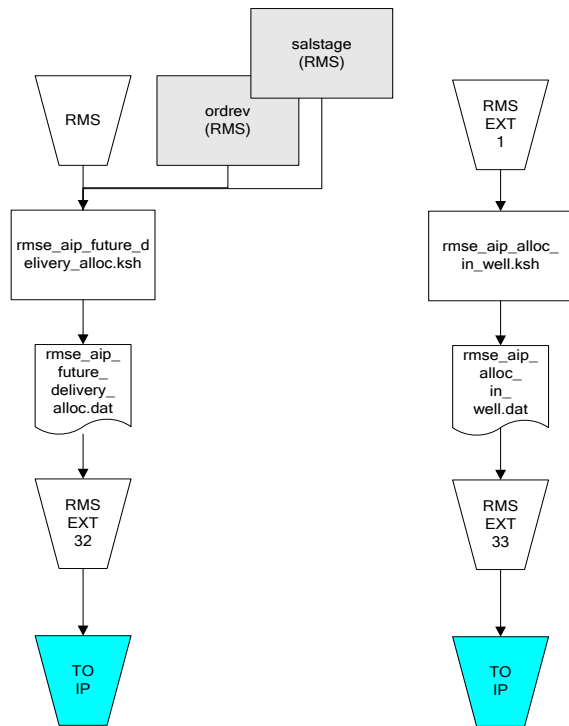 salstage
(RMS)
ordrev
(RMS)
RMS
RMS
EXT
1
rmse_aip_future_d
elivery_alloc.ksh
rmse_aip_alloc_
in_well.ksh
rmse_aip_
future_
delivery_
alloc.dat
rmse_aip_
alloc_
in_
well.dat
RMS
EXT
32
RMS
EXT
33
TO
IP
TO
IP